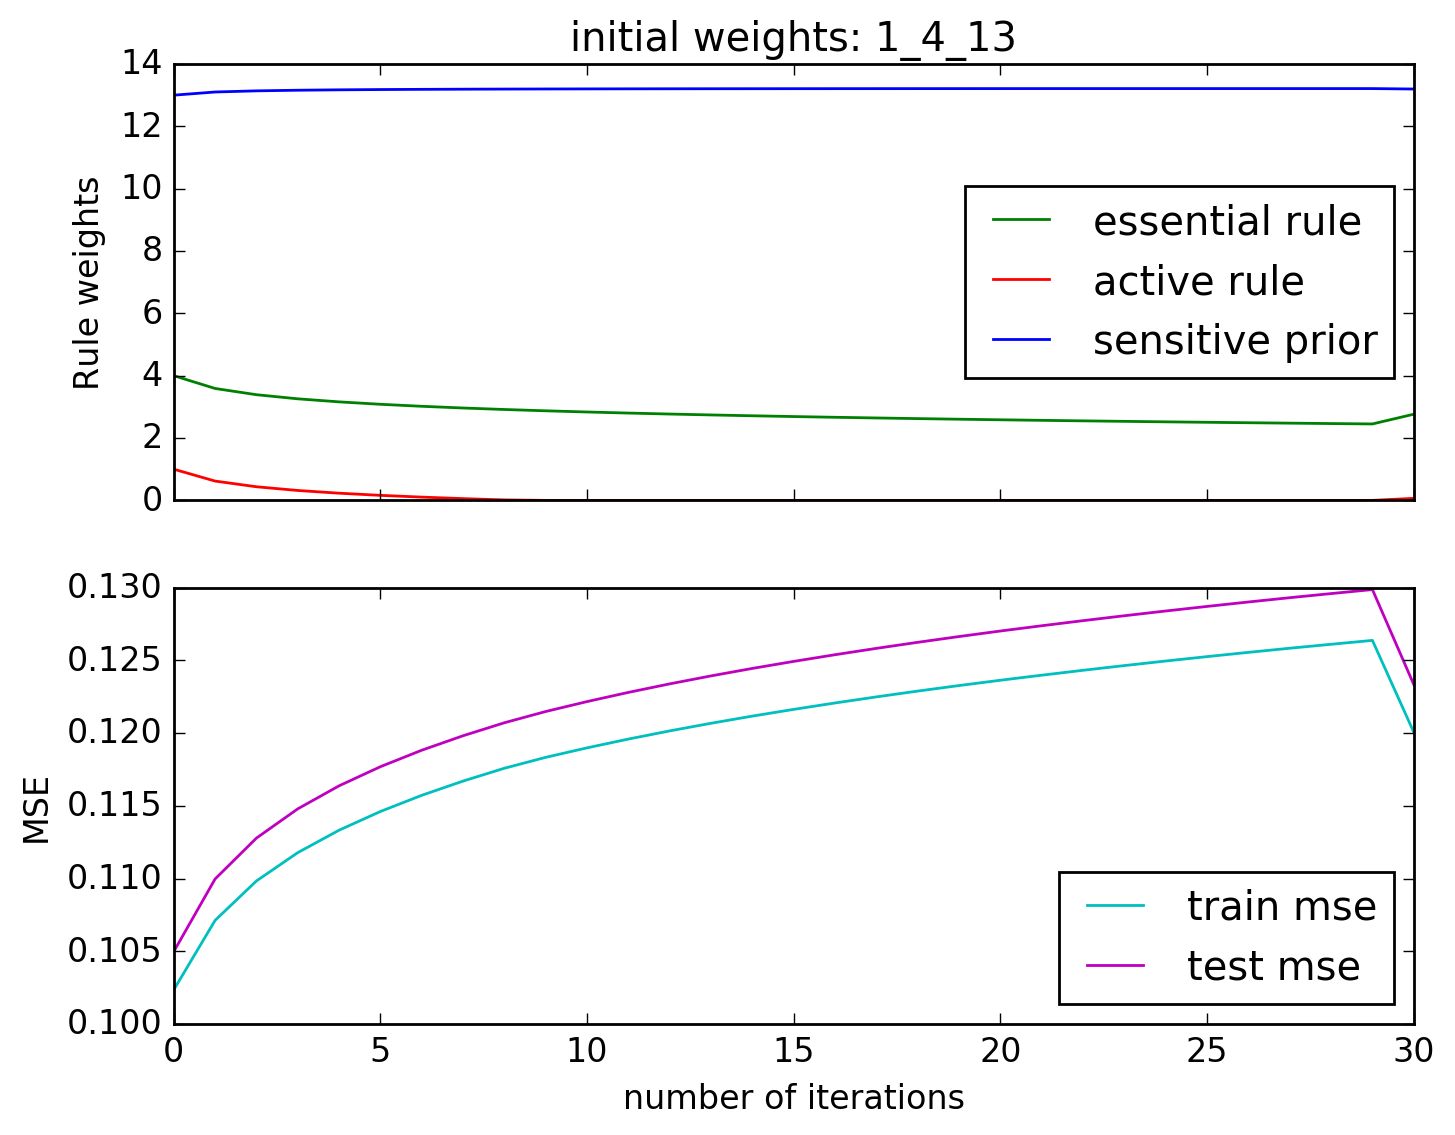 initial weights: 1_4_13
14
12
10
8
6
4
2
0
Rule weights
essential rule
active rule
sensitive prior
0.130
0.125
0.120
0.115
0.110
0.105
0.100
MSE
train mse
test mse
0 5 10 15 20 25 30
number of iterations